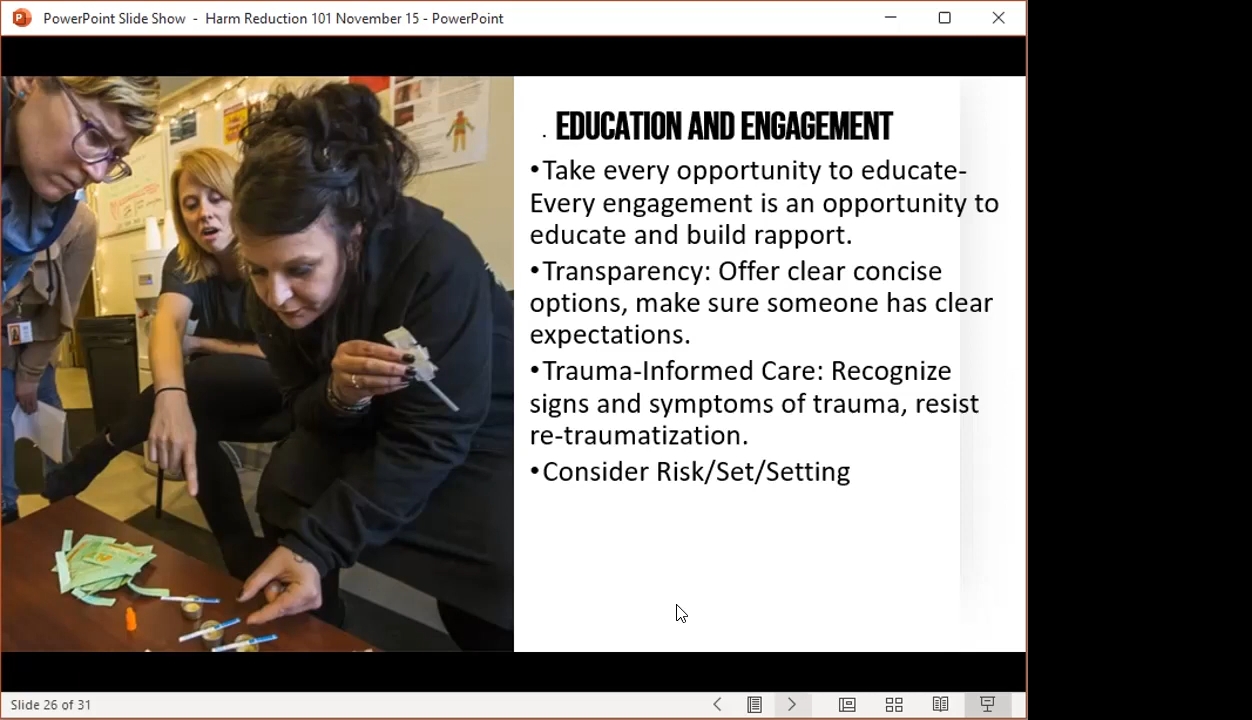 PowerPoint Slide Show - Harm Reduction 101 November 15 - PowerPoint
. EDUCATION AND ENGAGEMENT
•Take every opportunity to educate-
Every engagement is an opportunity to
educate and build rapport.
•Transparency: Offer clear concise
options, make sure someone has clear
expectations.
•Trauma-Informed Care: Recognize
signs and symptoms of trauma, resist
re-traumatization.
•Consider Risk/Set/Setting
Slide 26 of 31